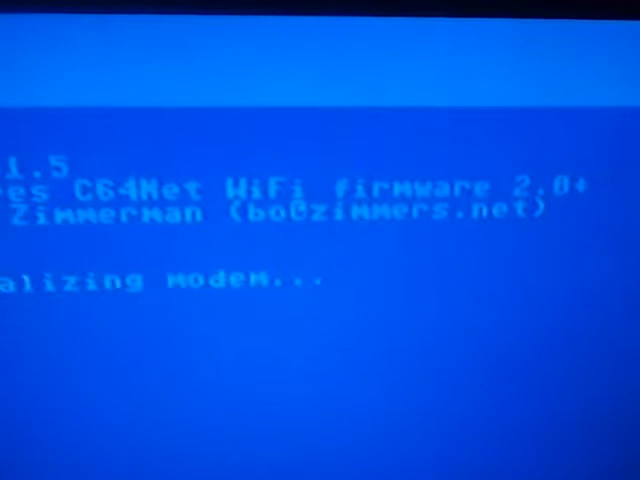 1.5
es C64Net WiFi firmware 2.0+
Zimmerman (bo@zimmers.net)
alizing modem...